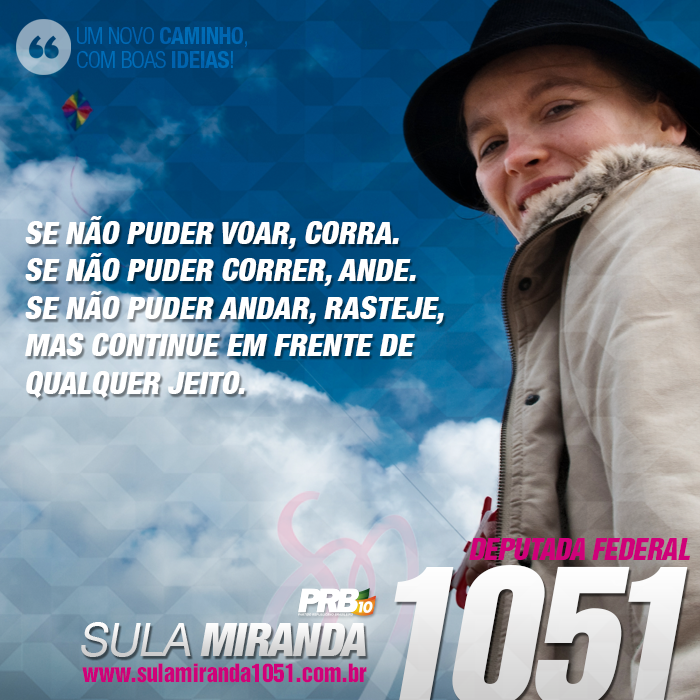 UM NOVO CAMINHO,
COM BOAS IDEIAS!
SE NÃO PUDER VOAR, CORRA.
SE NÃO PUDER CORRER, ANDE.
SE NÃO PUDER ANDAR, RASTEJE,
MAS CONTINUE EM FRENTE DE
QUALQUER JEITO.
DEPUTADA FEDERAL
1051
PRB 10
SULA MIRANDA
www.sulamiranda1051.com.br